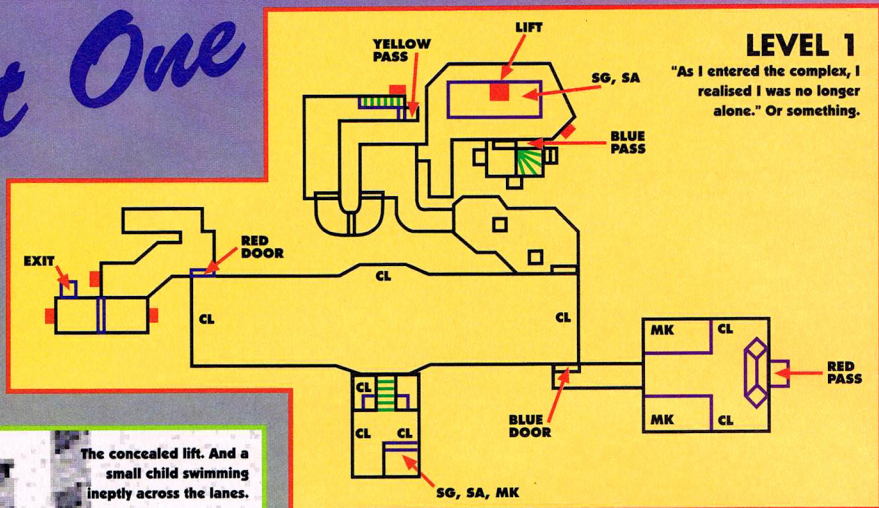 t One
LEVEL 1
"As I entered the complex, I
realised I was no longer
alone." Or something.
LIFT
YELLOW
PASS
SG, SA
BLUE
PASS
EXIT
RED
DOOR
CL
CL
CL
MK
CL
RED
PASS
MK
CL
BLUE
DOOR
CL
CL
CL
SG, SA, MK
The concealed lift. And a
small child swimming
ineptly across the lanes.